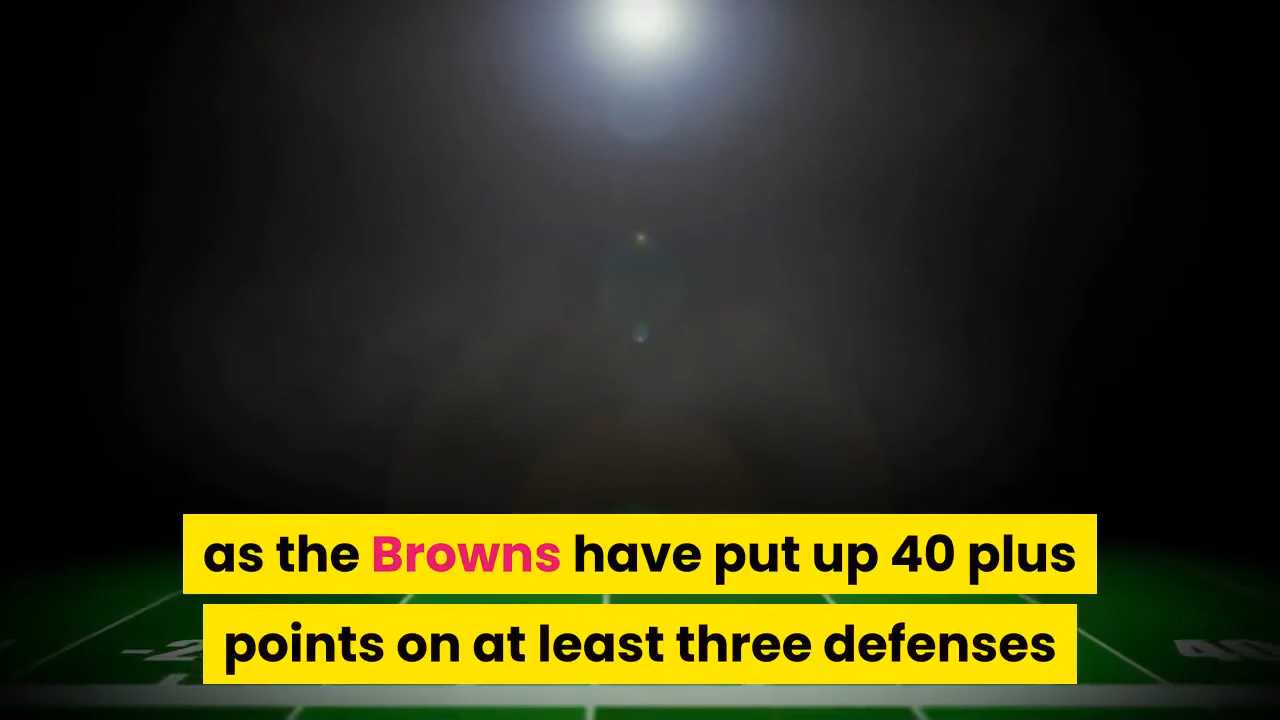 as the Browns have put up 40 plus
points on at least three defenses